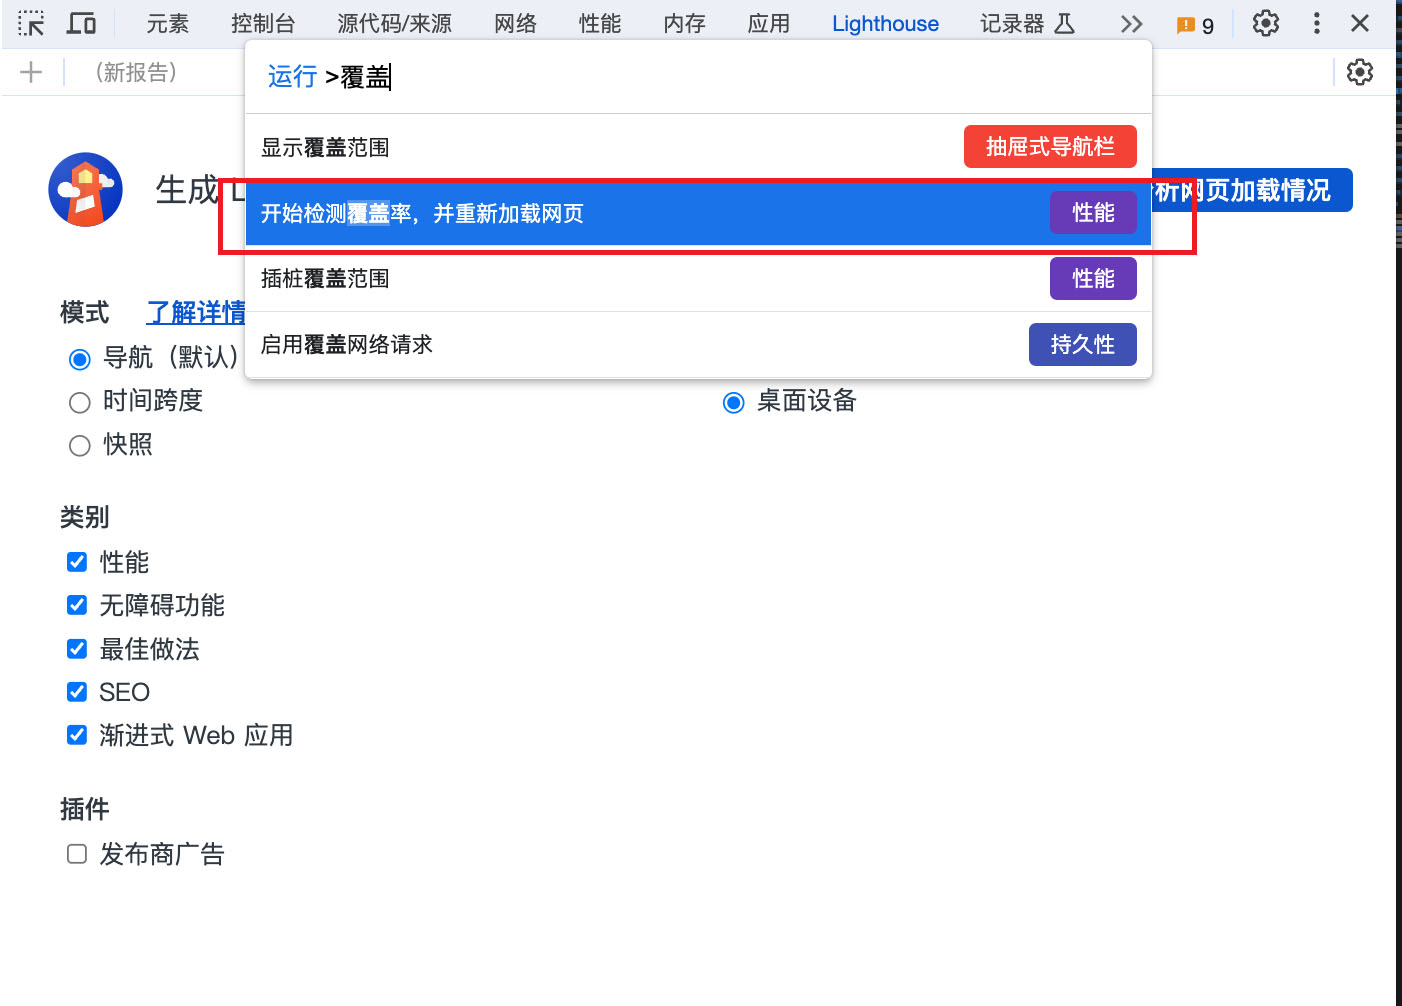 元素 控制台 源代码/来源 网络 性能 内存 应用 Lighthouse 记录器 9
(新报告)
运行 >覆盖
显示覆盖范围 抽屉式导航栏
生成 L
开始检测覆盖率，并重新加载网页 性能
析网页加载情况
插桩覆盖范围 性能
模式 了解详情
启用覆盖网络请求 持久性
导航（默认）
时间跨度 桌面设备
快照
类别
性能
无障碍功能
最佳做法
SEO
渐进式 Web 应用
插件
发布商广告